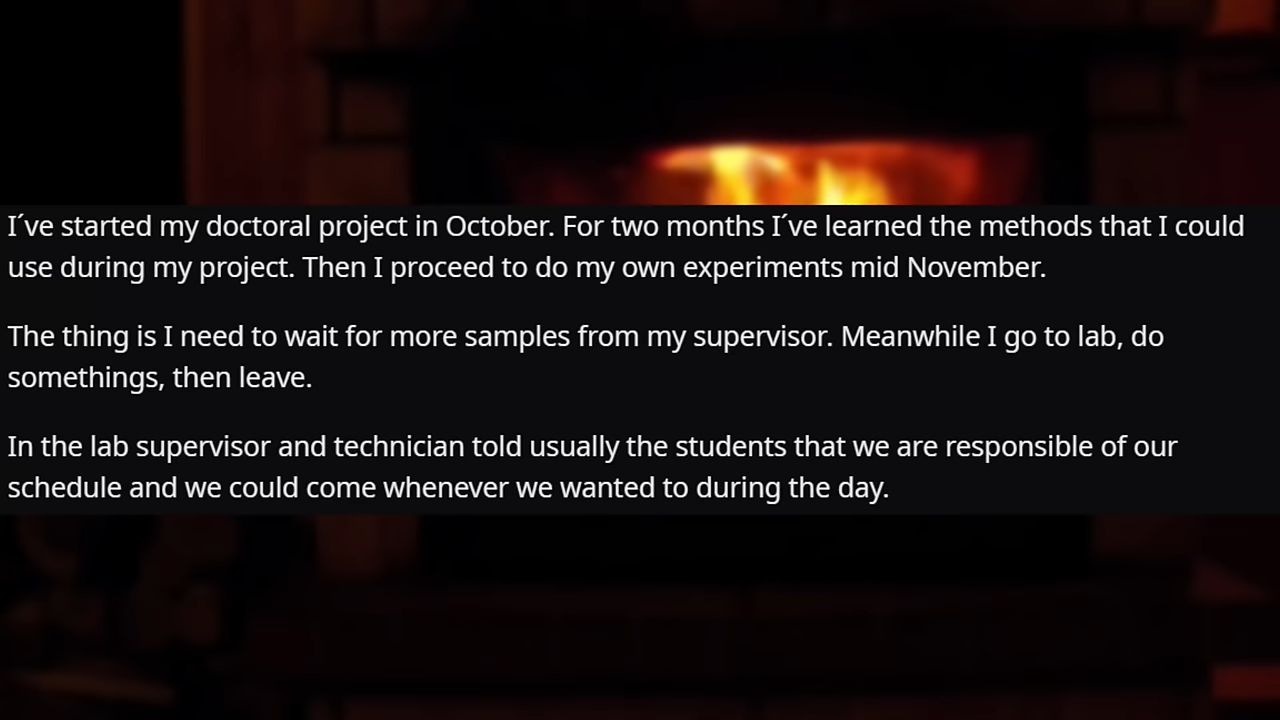 I´ve started my doctoral project in October. For two months I´ve learned the methods that I could
use during my project. Then I proceed to do my own experiments mid November.
The thing is I need to wait for more samples from my supervisor. Meanwhile I go to lab, do
somethings, then leave.
In the lab supervisor and technician told usually the students that we are responsible of our
schedule and we could come whenever we wanted to during the day.